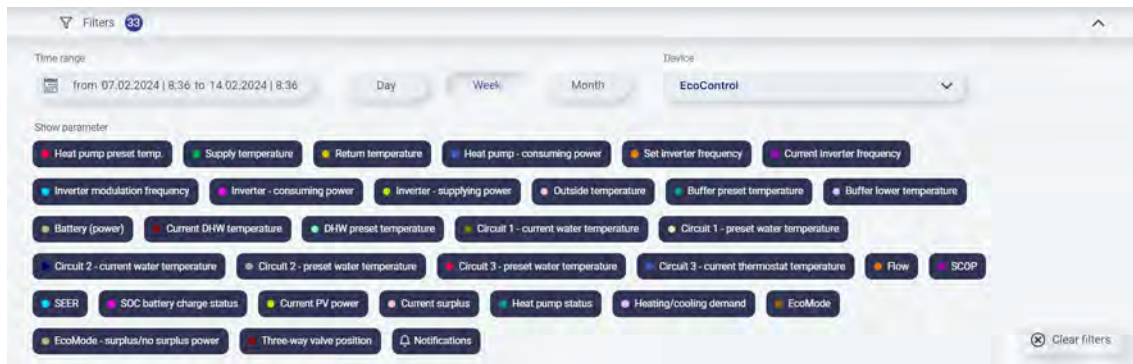 Filters 33
Time range
Device
from 07.02.2024 | 8:36 to 14.02.2024 | 8:36 Day Week Month EcoControl
Show parameter
Heat pump preset temp. Supply temperature Return temperature Heat pump - consuming power Set inverter frequency Current inverter frequency
Inverter modulation frequency Inverter - consuming power Inverter - supplying power Outside temperature Buffer preset temperature Buffer lower temperature
Battery (power) Current DHW temperature DHW preset temperature Circuit 1 - current water temperature Circuit 1 - preset water temperature
Circuit 2 - current water temperature Circuit 2 - preset water temperature Circuit 3 - preset water temperature Circuit 3 - current thermostat temperature Flow SCOP
SEER SOC battery charge status Current PV power Current surplus Heat pump status Heating/cooling demand EcoMode
EcoMode - surplus/no surplus power Three-way valve position Notifications Clear filters